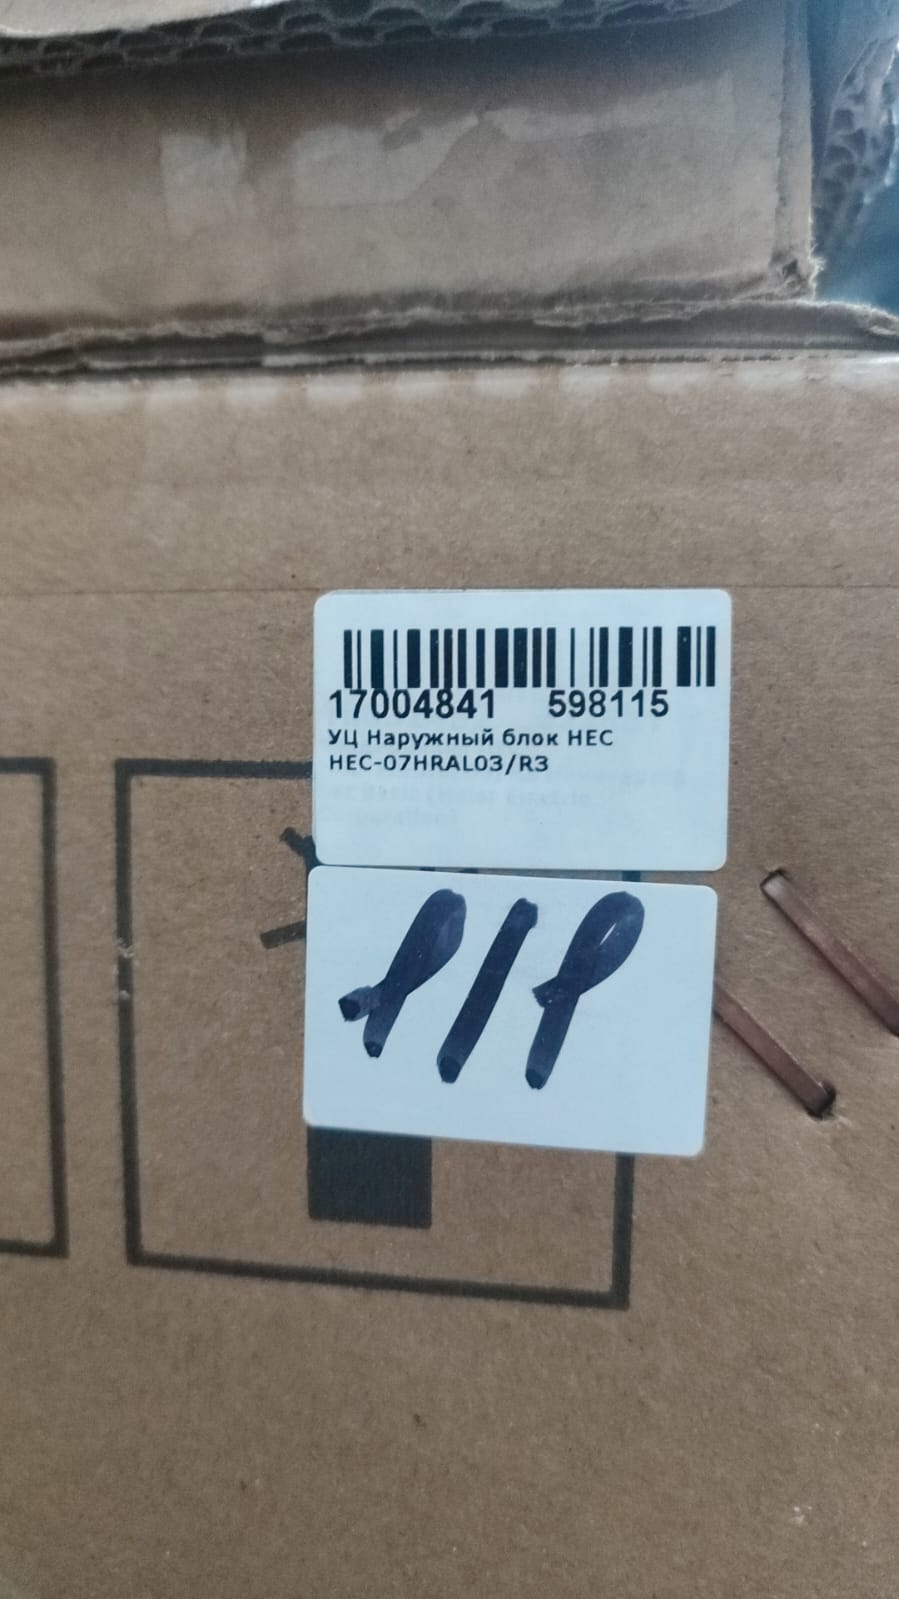 17004841 598115
УЦ Наружный блок HEC
HEC-07HRAL03/R3